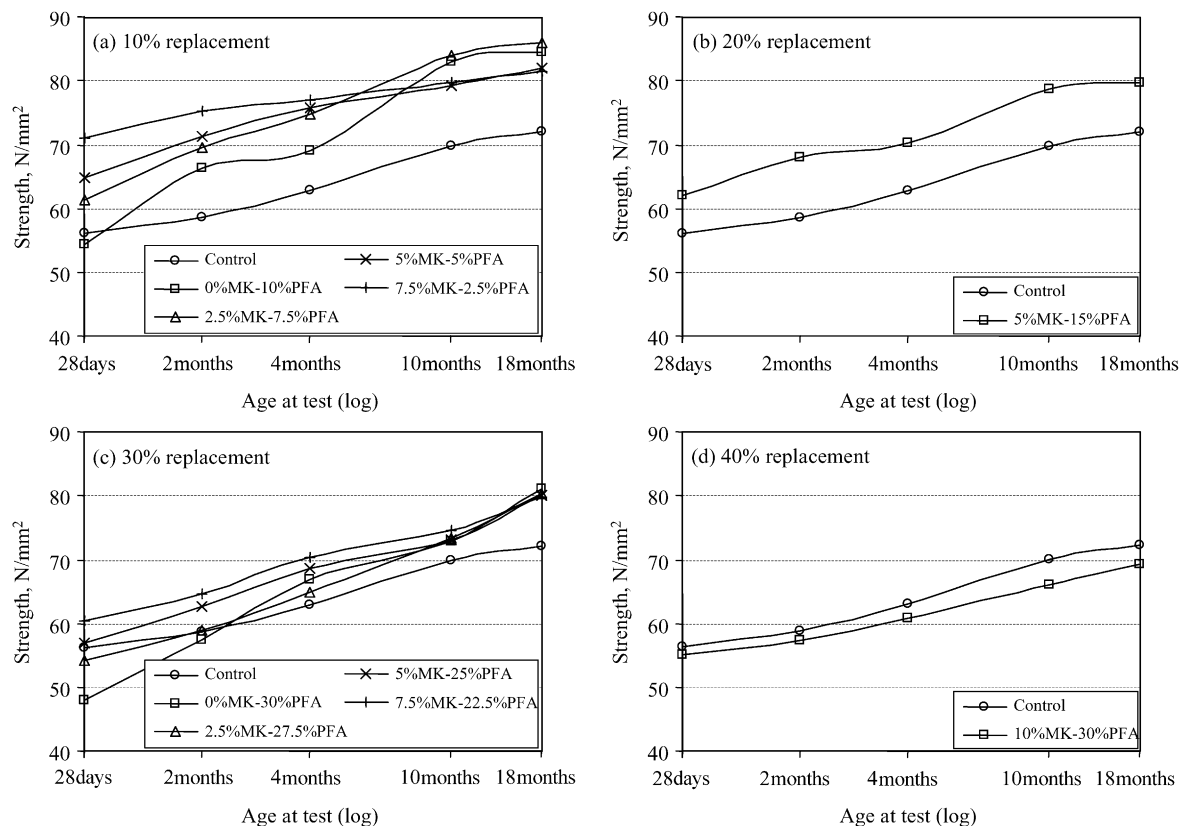 (a) 10% replacement
Strength, N/mm²
90
80
70
60
50
40
Control
5%MK-5%PFA
0%MK-10%PFA
7.5%MK-2.5%PFA
2.5%MK-7.5%PFA
28days
2months
4months
10months
18months
Age at test (log)
(b) 20% replacement
Strength, N/mm²
90
80
70
60
50
40
Control
5%MK-15%PFA
28days
2months
4months
10months
18months
Age at test (log)
(c) 30% replacement
Strength, N/mm²
90
80
70
60
50
40
Control
5%MK-25%PFA
0%MK-30%PFA
7.5%MK-22.5%PFA
2.5%MK-27.5%PFA
28days
2months
4months
10months
18months
Age at test (log)
(d) 40% replacement
Strength, N/mm²
90
80
70
60
50
40
Control
10%MK-30%PFA
28days
2months
4months
10months
18months
Age at test (log)